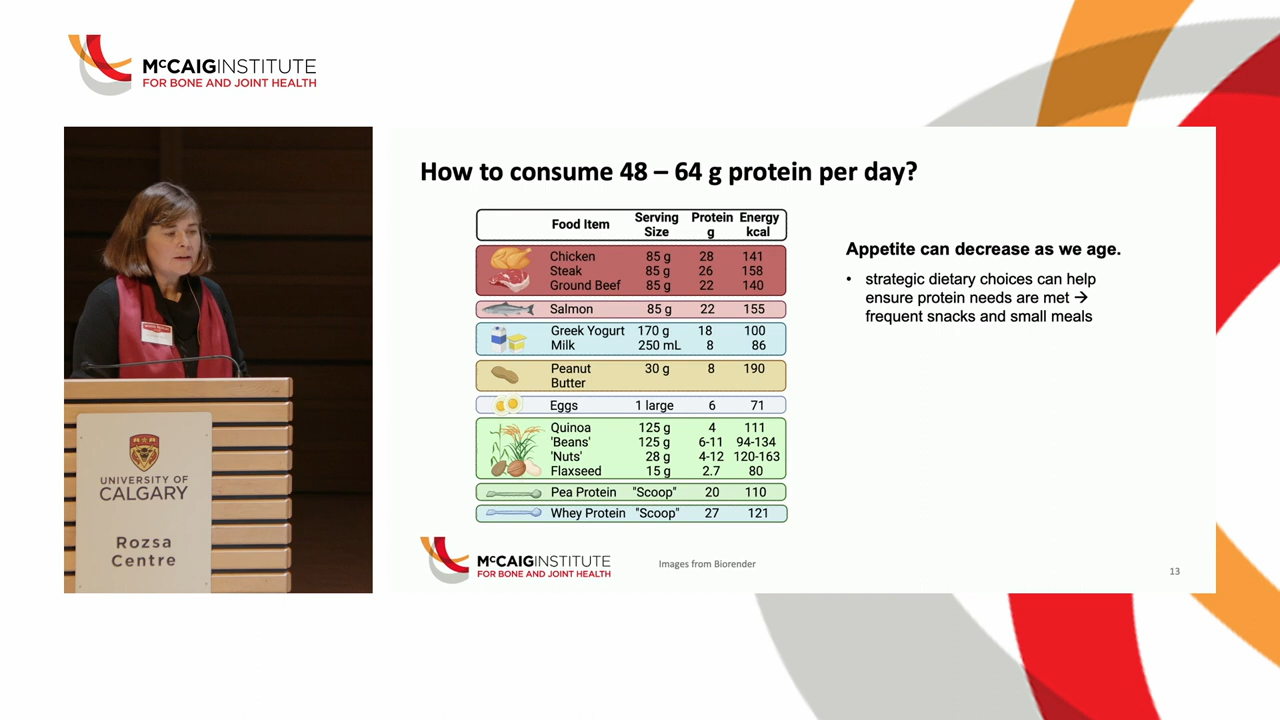 McCAIGINSTITUTE
FOR BONE AND JOINT HEALTH
UNIVERSITY OF
CALGARY
Rozsa
Centre
How to consume 48 – 64 g protein per day?
Food Item Serving Size Protein g Energy kcal
Chicken 85 g 28 141
Steak 85 g 26 158
Ground Beef 85 g 22 140
Salmon 85 g 22 155
Greek Yogurt 170 g 18 100
Milk 250 mL 8 86
Peanut Butter 30 g 8 190
Eggs 1 large 6 71
Quinoa 125 g 4 111
'Beans' 125 g 6-11 94-134
'Nuts' 28 g 4-12 120-163
Flaxseed 15 g 2.7 80
Pea Protein "Scoop" 20 110
Whey Protein "Scoop" 27 121
Appetite can decrease as we age.
• strategic dietary choices can help
ensure protein needs are met →
frequent snacks and small meals
McCAIGINSTITUTE
FOR BONE AND JOINT HEALTH
Images from Biorender
13